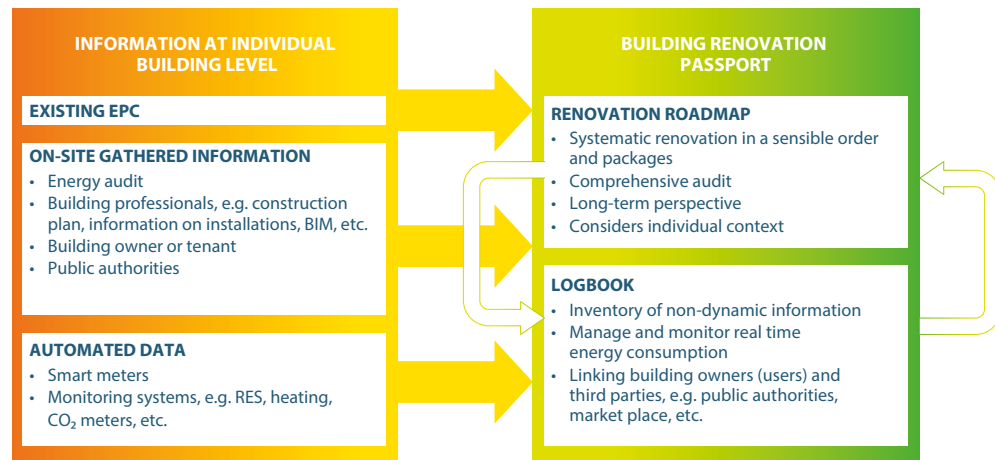 INFORMATION AT INDIVIDUAL
BUILDING LEVEL
EXISTING EPC
ON-SITE GATHERED INFORMATION
• Energy audit
• Building professionals, e.g. construction
plan, information on installations, BIM, etc.
• Building owner or tenant
• Public authorities
AUTOMATED DATA
• Smart meters
• Monitoring systems, e.g. RES, heating,
CO₂ meters, etc.
BUILDING RENOVATION
PASSPORT
RENOVATION ROADMAP
• Systematic renovation in a sensible order
and packages
• Comprehensive audit
• Long-term perspective
• Considers individual context
LOGBOOK
• Inventory of non-dynamic information
• Manage and monitor real time
energy consumption
• Linking building owners (users) and
third parties, e.g. public authorities,
market place, etc.